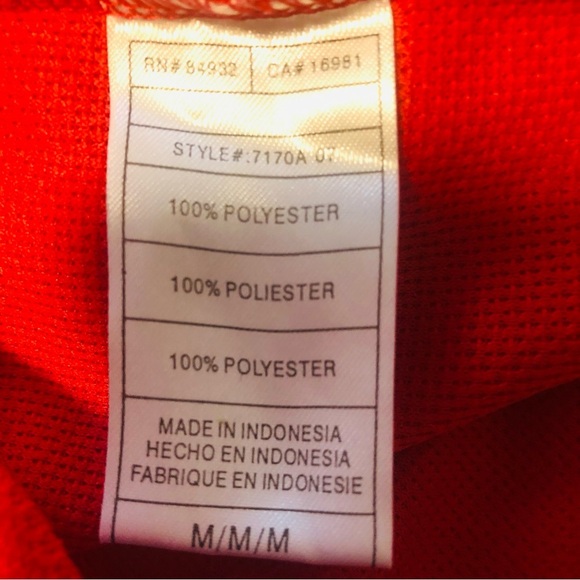 RN# 84932 CA# 16981
STYLE#:7170A 07
100% POLYESTER
100% POLIESTER
100% POLYESTER
MADE IN INDONESIA
HECHO EN INDONESIA
FABRIQUE EN INDONESIE
M/M/M